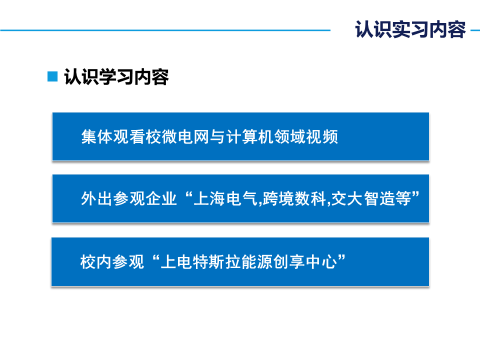 认识实习内容
认识学习内容
集体观看校微电网与计算机领域视频
外出参观企业“上海电气,跨境数科,交大智造等”
校内参观“上电特斯拉能源创享中心”